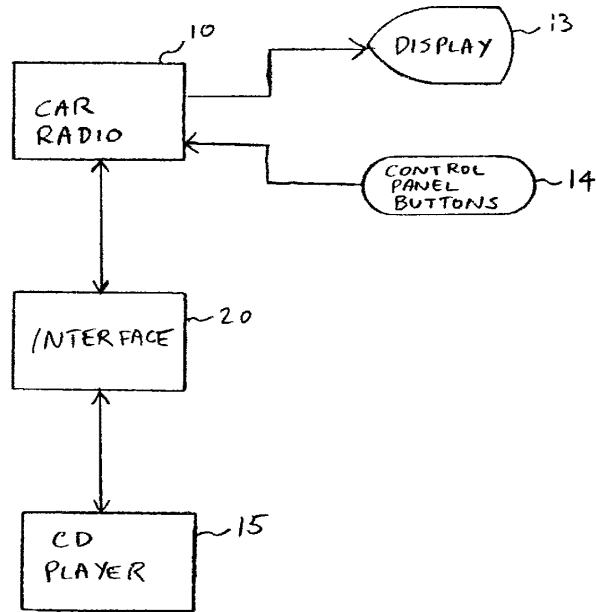 10
CAR
RADIO
DISPLAY
13
CONTROL
PANEL
BUTTONS
14
INTERFACE
20
CD
PLAYER
15